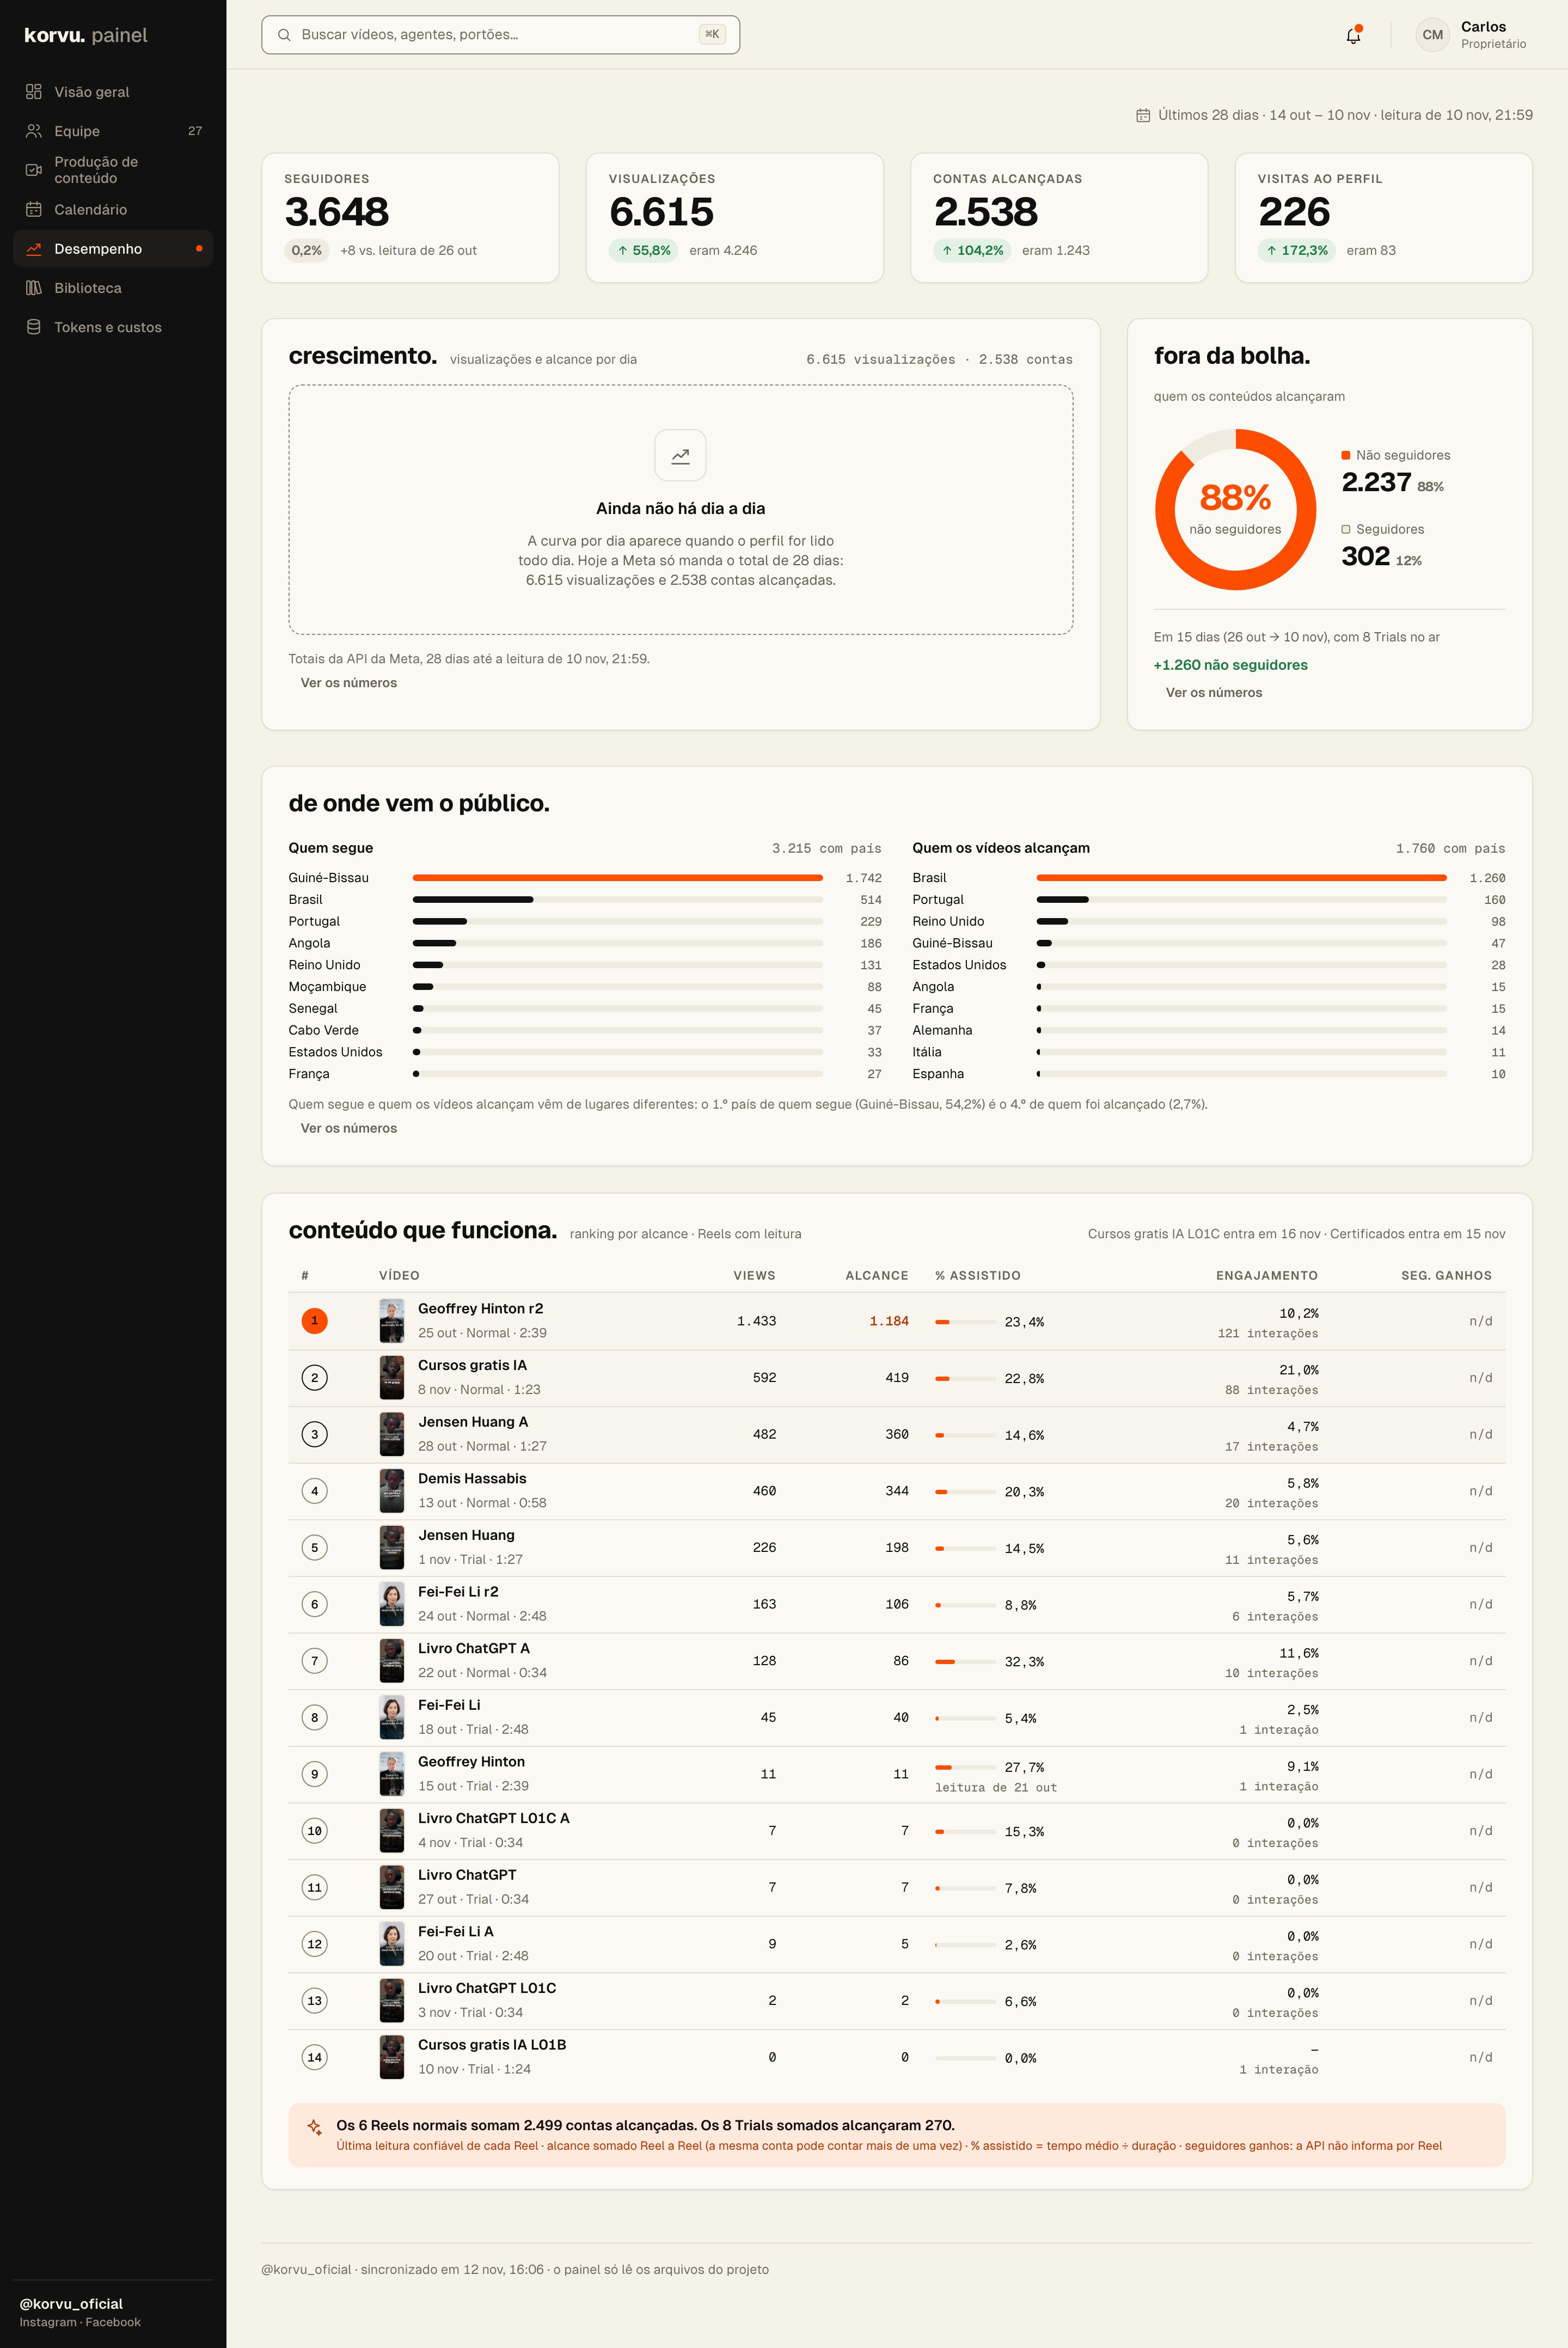 korvu. painel
Visão geral
Equipe 27
Produção de
conteúdo
Calendário
Desempenho
Biblioteca
Tokens e custos
@korvu_oficial
Instagram · Facebook
Buscar vídeos, agentes, portões... ⌘K
CM
Carlos
Proprietário
Últimos 28 dias · 14 out – 10 nov · leitura de 10 nov, 21:59
SEGUIDORES
3.648
0,2% +8 vs. leitura de 26 out
VISUALIZAÇÕES
6.615
↑ 55,8% eram 4.246
CONTAS ALCANÇADAS
2.538
↑ 104,2% eram 1.243
VISITAS AO PERFIL
226
↑ 172,3% eram 83
crescimento. visualizações e alcance por dia 6.615 visualizações · 2.538 contas
Ainda não há dia a dia
A curva por dia aparece quando o perfil for lido
todo dia. Hoje a Meta só manda o total de 28 dias:
6.615 visualizações e 2.538 contas alcançadas.
Totais da API da Meta, 28 dias até a leitura de 10 nov, 21:59.
Ver os números
fora da bolha.
quem os conteúdos alcançaram
88%
não seguidores
Não seguidores
2.237 88%
Seguidores
302 12%
Em 15 dias (26 out → 10 nov), com 8 Trials no ar
+1.260 não seguidores
Ver os números
de onde vem o público.
Quem segue 3.215 com país
Guiné-Bissau 1.742
Brasil 514
Portugal 229
Angola 186
Reino Unido 131
Moçambique 88
Senegal 45
Cabo Verde 37
Estados Unidos 33
França 27
Quem os vídeos alcançam 1.760 com país
Brasil 1.260
Portugal 160
Reino Unido 98
Guiné-Bissau 47
Estados Unidos 28
Angola 15
França 15
Alemanha 14
Itália 11
Espanha 10
Quem segue e quem os vídeos alcançam vêm de lugares diferentes: o 1.º país de quem segue (Guiné-Bissau, 54,2%) é o 4.º de quem foi alcançado (2,7%).
Ver os números
conteúdo que funciona. ranking por alcance · Reels com leitura Cursos gratis IA L01C entra em 16 nov · Certificados entra em 15 nov
# VÍDEO VIEWS ALCANCE % ASSISTIDO ENGAJAMENTO SEG. GANHOS
1 Geoffrey Hinton r2 1.433 1.184 23,4% 10,2% n/d
25 out · Normal · 2:39 121 interações
2 Cursos gratis IA 592 419 22,8% 21,0% n/d
8 nov · Normal · 1:23 88 interações
3 Jensen Huang A 482 360 14,6% 4,7% n/d
28 out · Normal · 1:27 17 interações
4 Demis Hassabis 460 344 20,3% 5,8% n/d
13 out · Normal · 0:58 20 interações
5 Jensen Huang 226 198 14,5% 5,6% n/d
1 nov · Trial · 1:27 11 interações
6 Fei-Fei Li r2 163 106 8,8% 5,7% n/d
24 out · Normal · 2:48 6 interações
7 Livro ChatGPT A 128 86 32,3% 11,6% n/d
22 out · Normal · 0:34 10 interações
8 Fei-Fei Li 45 40 5,4% 2,5% n/d
18 out · Trial · 2:48 1 interação
9 Geoffrey Hinton 11 11 27,7% 9,1% n/d
15 out · Trial · 2:39 leitura de 21 out 1 interação
10 Livro ChatGPT L01C A 7 7 15,3% 0,0% n/d
4 nov · Trial · 0:34 0 interações
11 Livro ChatGPT 7 7 7,8% 0,0% n/d
27 out · Trial · 0:34 0 interações
12 Fei-Fei Li A 9 5 2,6% 0,0% n/d
20 out · Trial · 2:48 0 interações
13 Livro ChatGPT L01C 2 2 6,6% 0,0% n/d
3 nov · Trial · 0:34 0 interações
14 Cursos gratis IA L01B 0 0 0,0% – n/d
10 nov · Trial · 1:24 1 interação
Os 6 Reels normais somam 2.499 contas alcançadas. Os 8 Trials somados alcançaram 270.
Última leitura confiável de cada Reel · alcance somado Reel a Reel (a mesma conta pode contar mais de uma vez) · % assistido = tempo médio ÷ duração · seguidores ganhos: a API não informa por Reel
@korvu_oficial · sincronizado em 12 nov, 16:06 · o painel só lê os arquivos do projeto